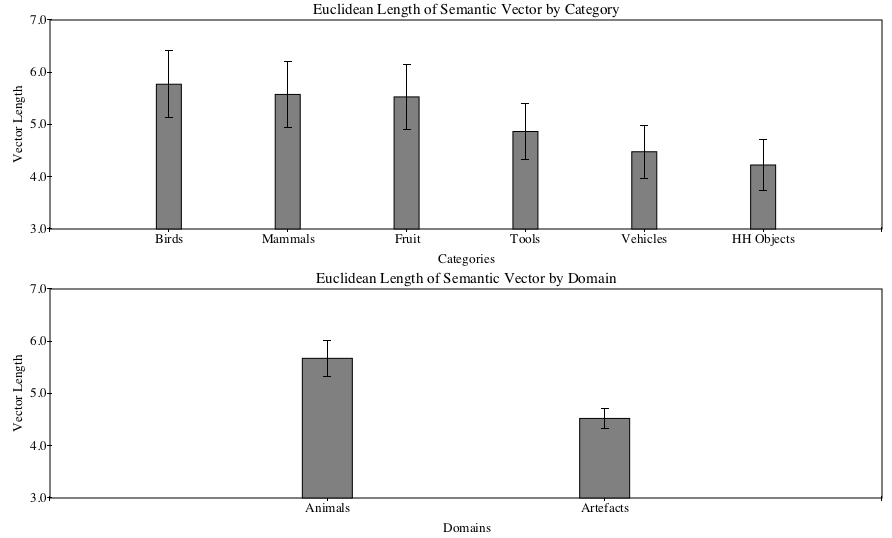 Euclidean Length of Semantic Vector by Category
7.0
6.0
5.0
4.0
3.0
Vector Length
Birds Mammals Fruit Tools Vehicles HH Objects
Categories
Euclidean Length of Semantic Vector by Domain
7.0
6.0
5.0
4.0
3.0
Vector Length
Animals Artefacts
Domains